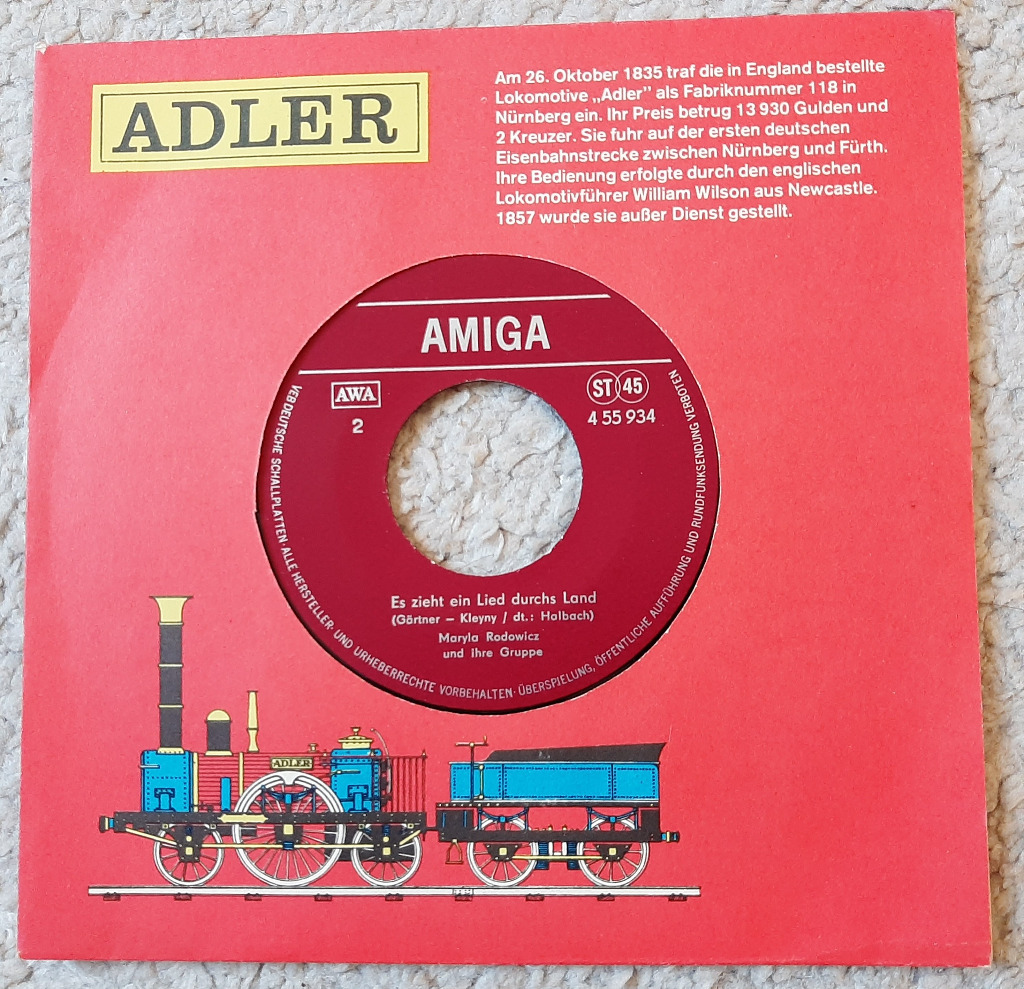 ADLER
Am 26. Oktober 1835 traf die in England bestellte
Lokomotive „Adler” als Fabriknummer 118 in
Nürnberg ein. Ihr Preis betrug 13 930 Gulden und
2 Kreuzer. Sie fuhr auf der ersten deutschen
Eisenbahnstrecke zwischen Nürnberg und Fürth.
Ihre Bedienung erfolgte durch den englischen
Lokomotivführer William Wilson aus Newcastle.
1857 wurde sie außer Dienst gestellt.
AMIGA
AWA
2
ST 45
4 55 934
Es zieht ein Lied durchs Land
(Gärtner – Kleyny / dt.: Halbach)
Maryla Rodowicz
und ihre Gruppe
VEB DEUTSCHE SCHALLPLATTEN · ALLE HERSTELLER- UND URHEBERRECHTE VORBEHALTEN · ÜBERSPIELUNG, ÖFFENTLICHE AUFFÜHRUNG UND RUNDFUNKSENDUNG VERBOTEN
ADLER